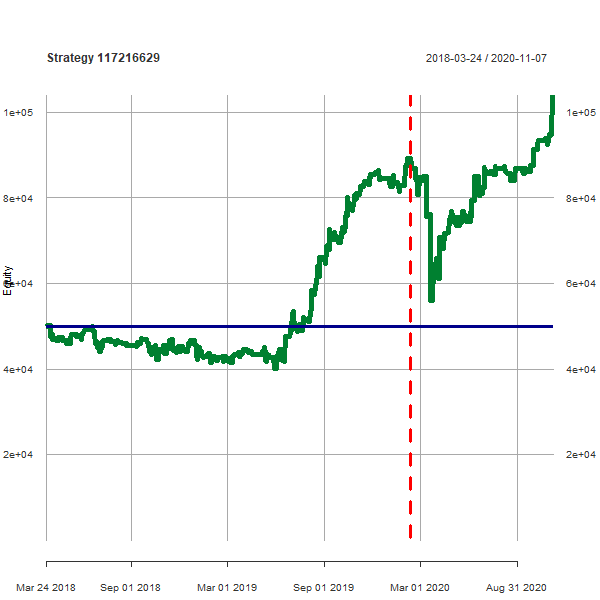 Strategy 117216629
2018-03-24 / 2020-11-07
1e+05
1e+05
8e+04
8e+04
Equity
6e+04
6e+04
4e+04
4e+04
2e+04
2e+04
Mar 24 2018
Sep 01 2018
Mar 01 2019
Sep 01 2019
Mar 01 2020
Aug 31 2020